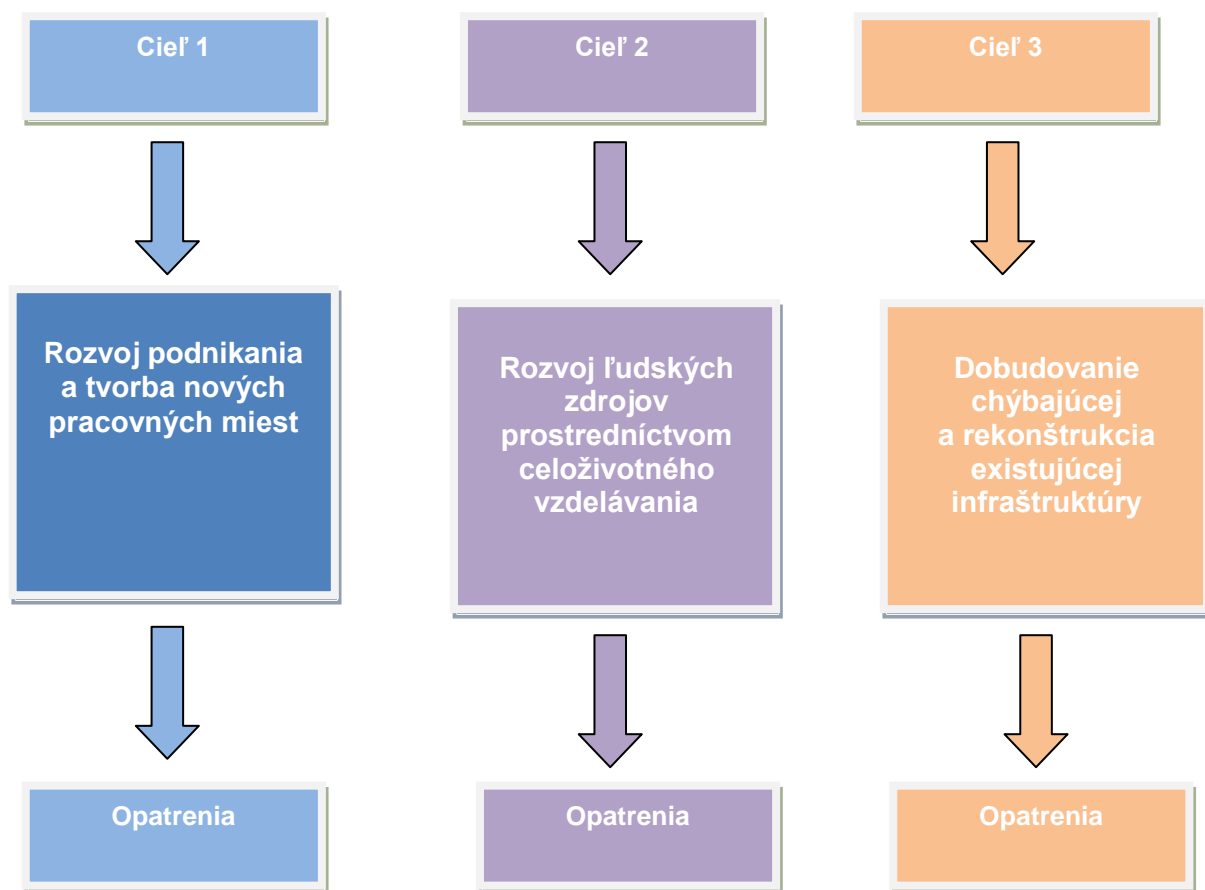 Cieľ 1
Cieľ 2
Cieľ 3
Rozvoj podnikania
a tvorba nových
pracovných miest
Rozvoj ľudských
zdrojov
prostredníctvom
celoživotného
vzdelávania
Dobudovanie
chýbajúcej
a rekonštrukcia
existujúcej
infraštruktúry
Opatrenia
Opatrenia
Opatrenia